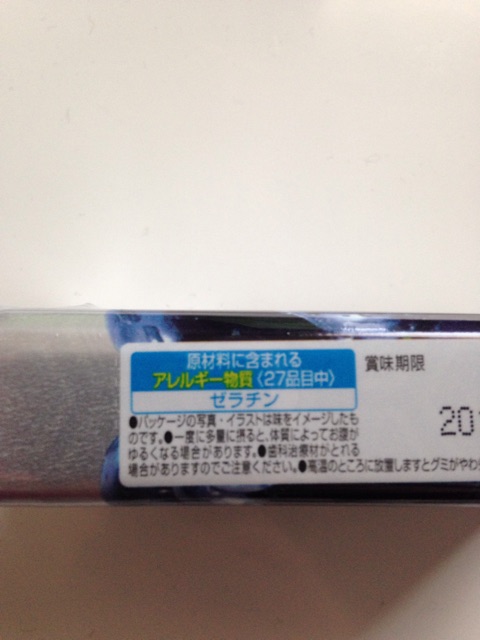 原材料に含まれる
アレルギー物質〈27品目中〉
ゼラチン
賞味期限
20
●パッケージの写真・イラストは味をイメージしたも
のです。●一度に多量に摂ると、体質によってお腹が
ゆるくなる場合があります。●歯科治療材がとれる
場合がありますのでご注意ください。●高温のところに放置しますとグミがやわ